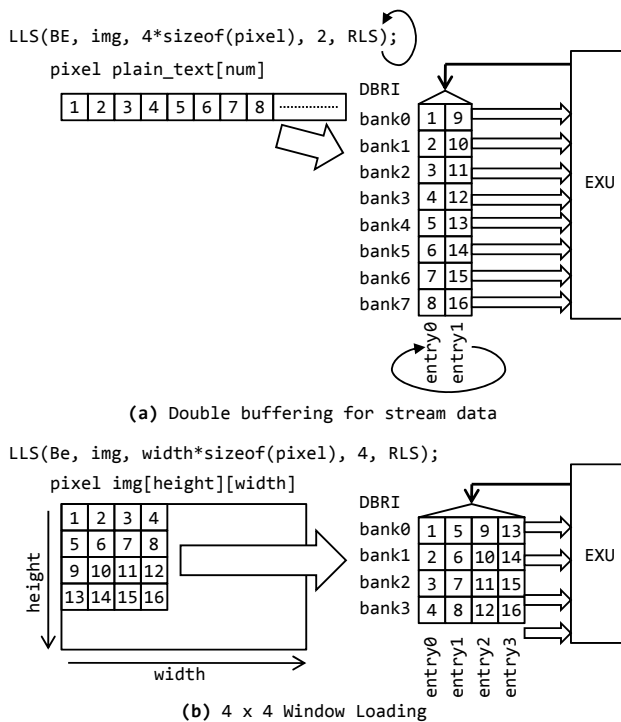 LLS(BE, img, 4*sizeof(pixel), 2, RLS);
pixel plain_text[num]
1 2 3 4 5 6 7 8
DBRI
bank0 1 9
bank1 2 10
bank2 3 11
bank3 4 12
bank4 5 13
bank5 6 14
bank6 7 15
bank7 8 16
EXU
entry0
entry1
(a) Double buffering for stream data
LLS(Be, img, width*sizeof(pixel), 4, RLS);
pixel img[height][width]
1 2 3 4
5 6 7 8
9 10 11 12
13 14 15 16
height
width
DBRI
bank0 1 5 9 13
bank1 2 6 10 14
bank2 3 7 11 15
bank3 4 8 12 16
EXU
entry0
entry1
entry2
entry3
(b) 4 x 4 Window Loading